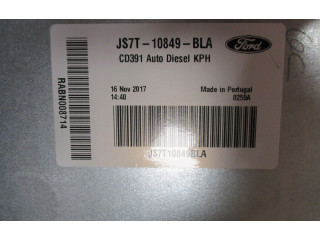 JS7T-10849-BLA
Ford
CD391 Auto Diesel KPH
16 Nov 2017
14:40
Made in Portugal
0259A
JS7T10849BLA
RABN008714